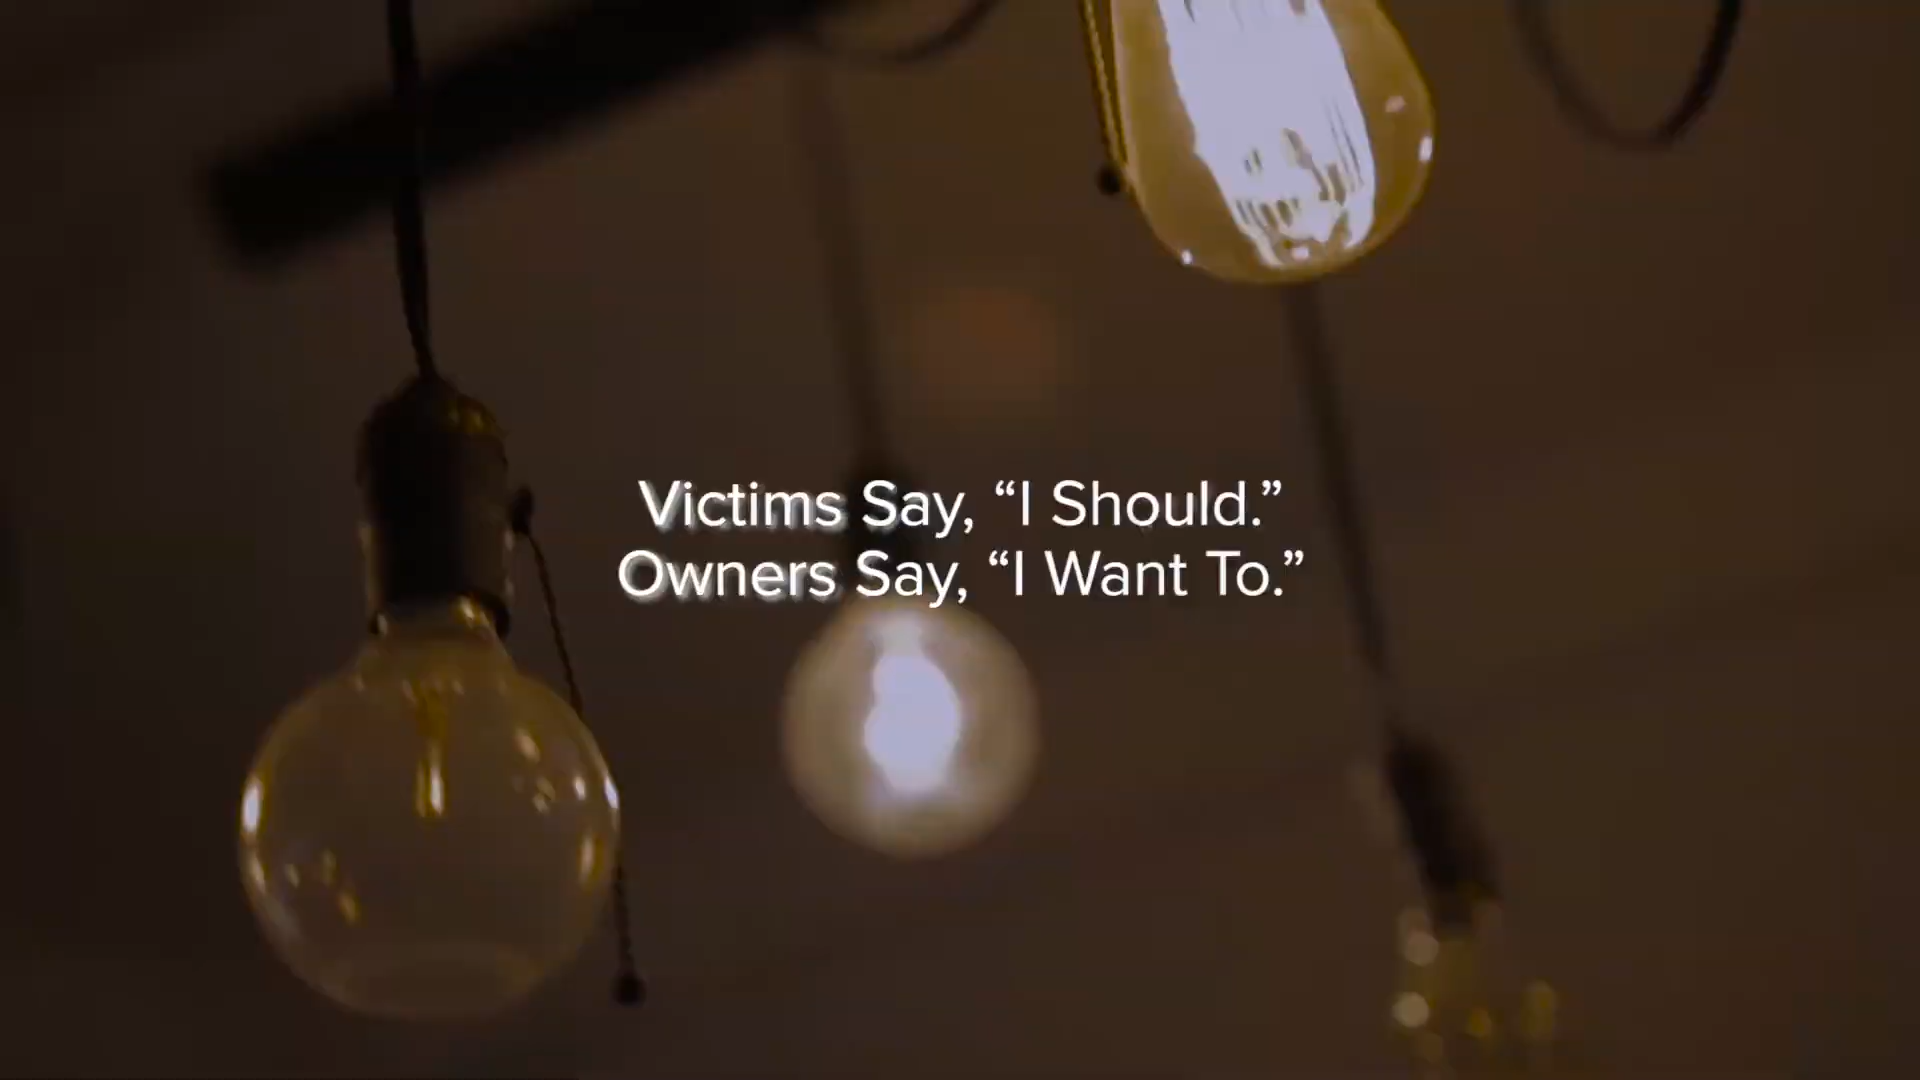 Victims Say, “I Should.”
Owners Say, “I Want To.”